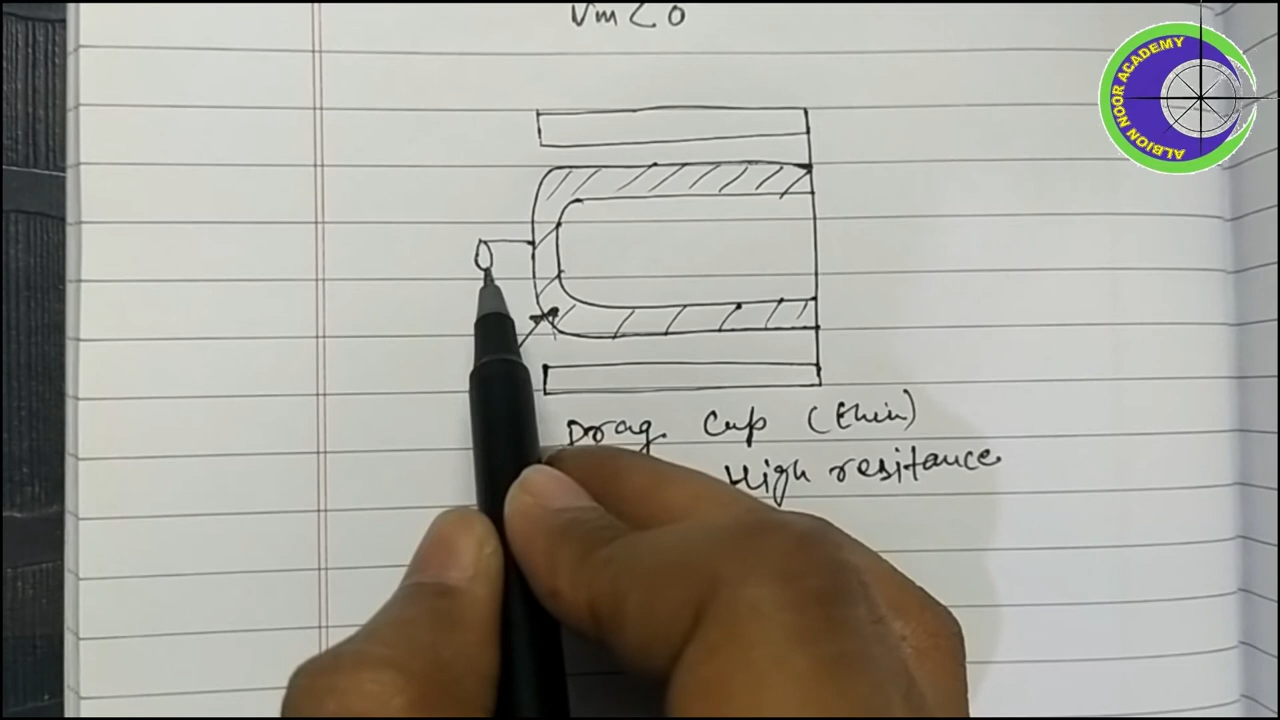 Vm < 0
ALBION NOOR ACADEMY
Drag Cup (thin)
High resitance